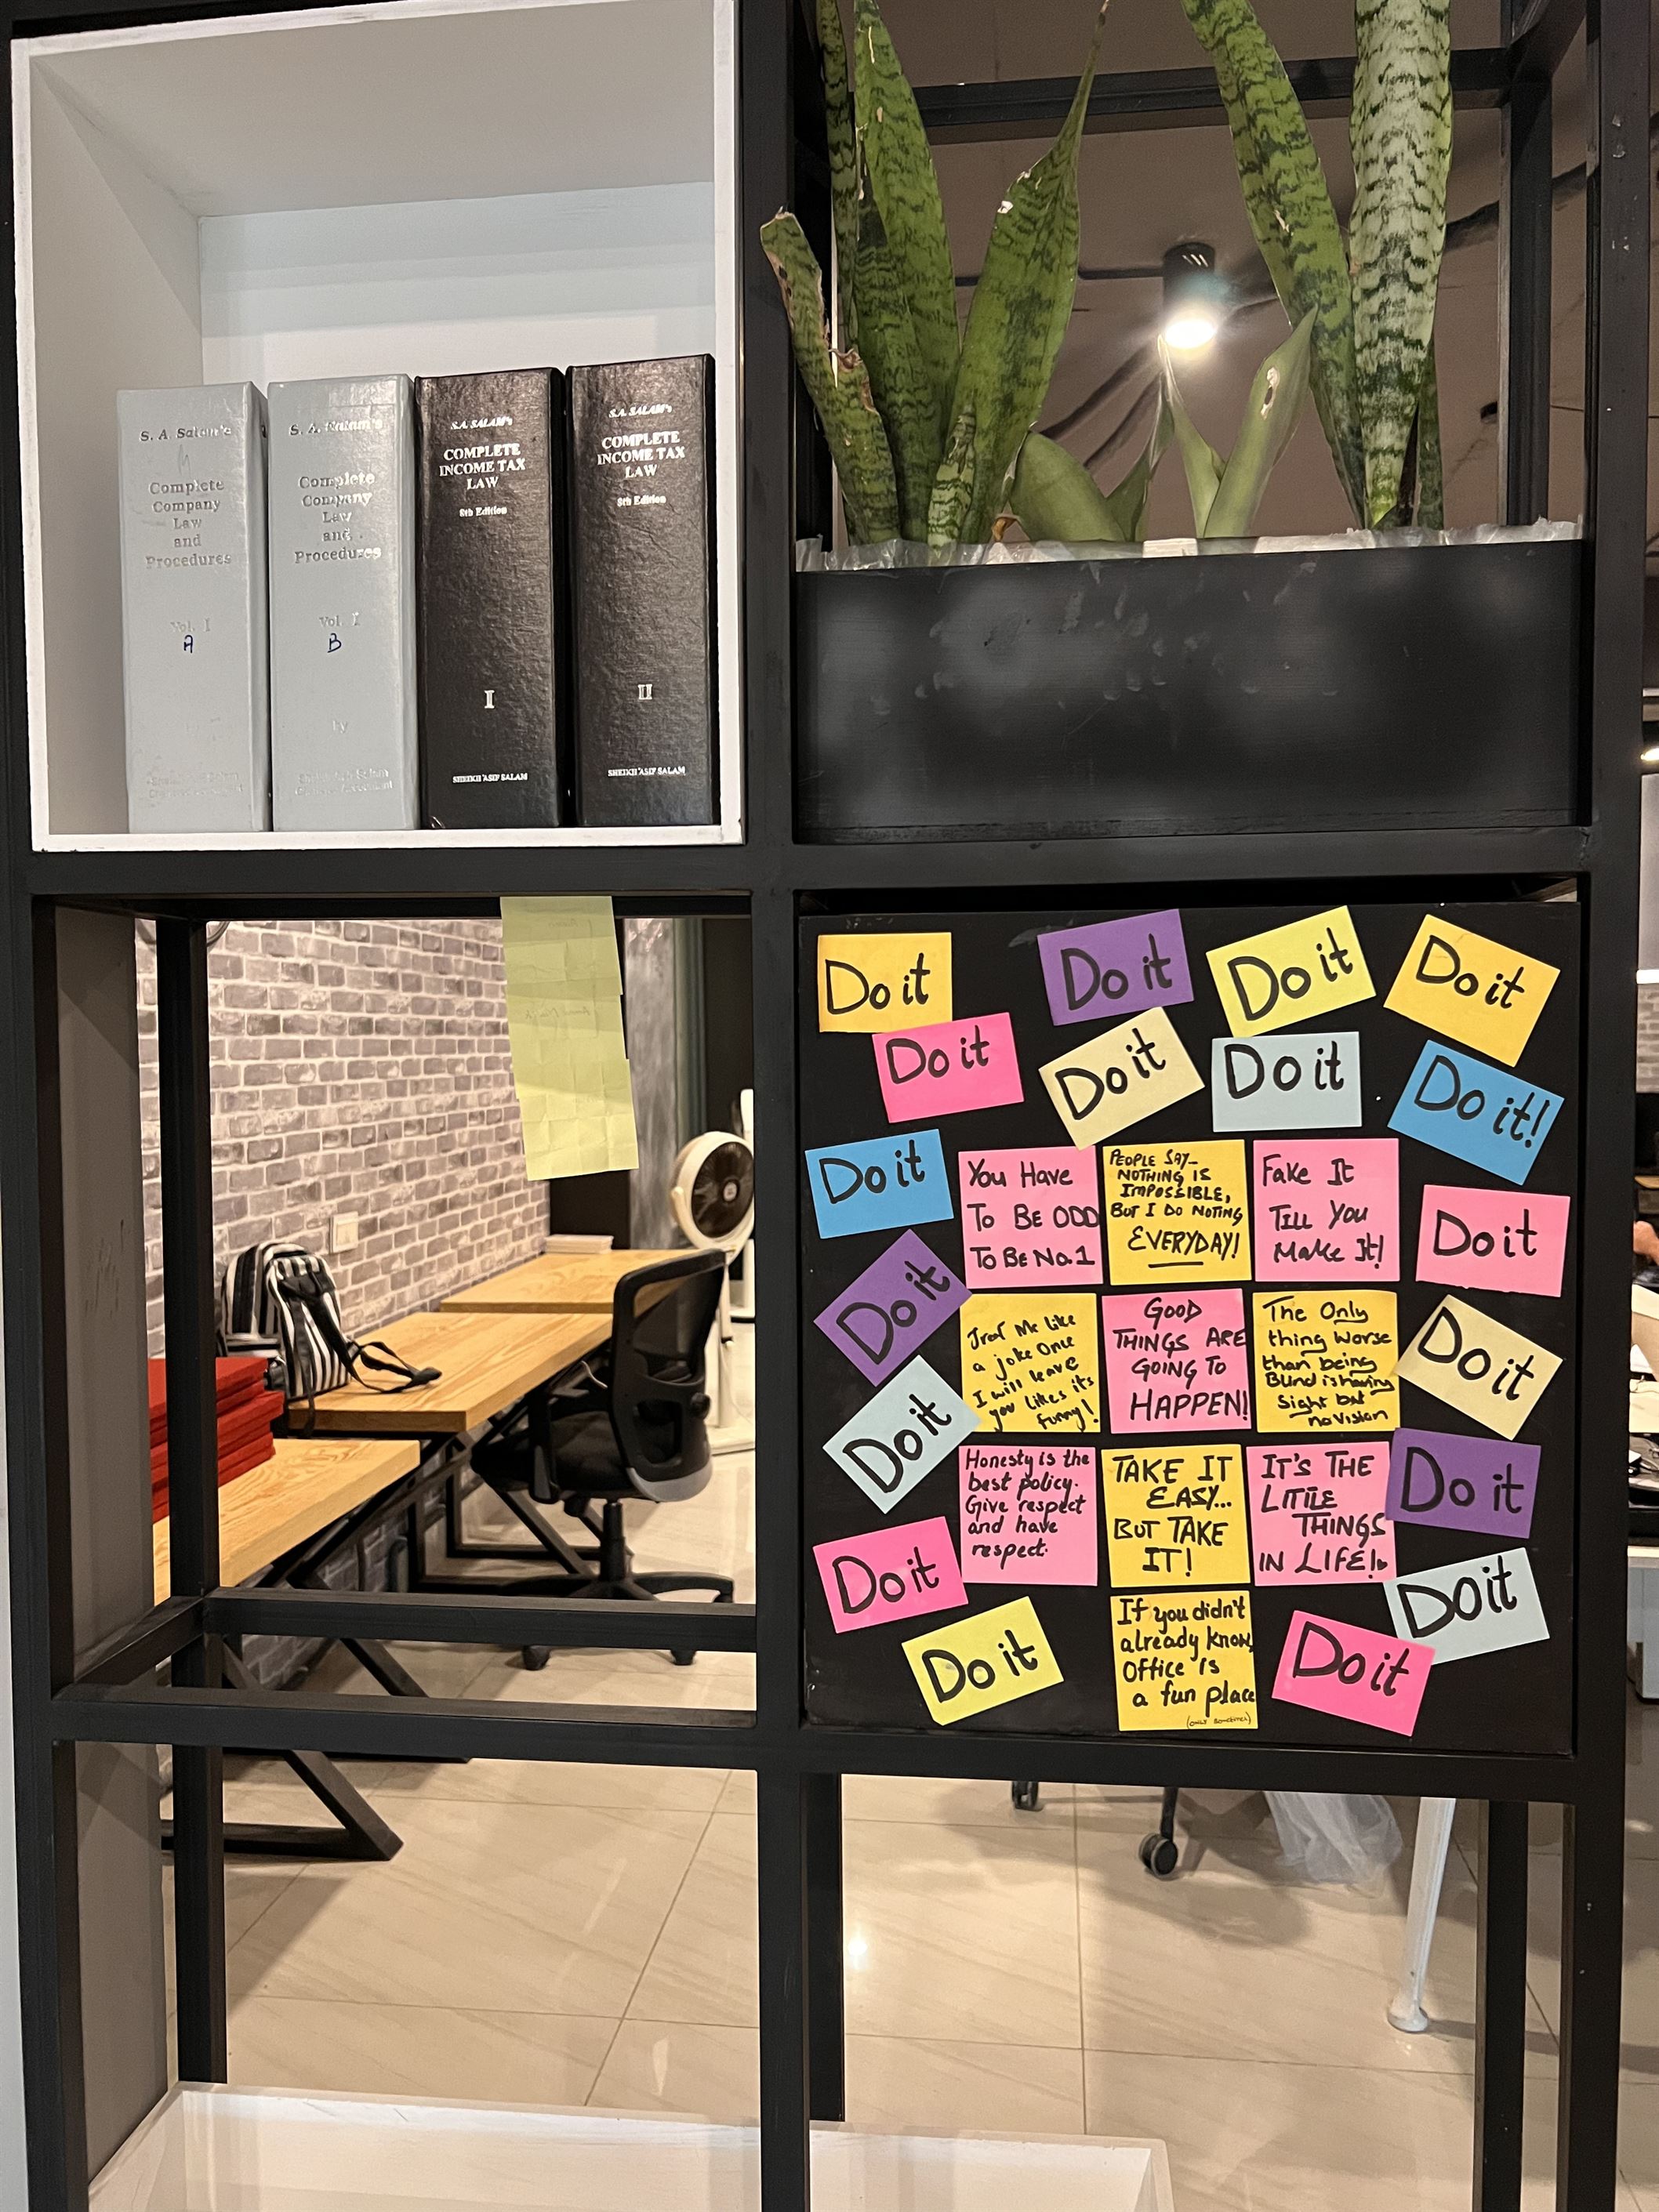 S. A. Salam's
Complete
Company
Law
and
Procedures
Vol. I
A
S. A. Salam's
Complete
Company
Law
and
Procedures
Vol. I
B
by
S.A. SALAM's
COMPLETE
INCOME TAX
LAW
8th Edition
I
SHEIKH ASIF SALAM
S.A. SALAM's
COMPLETE
INCOME TAX
LAW
8th Edition
II
SHEIKH ASIF SALAM
Do it
Do it
Do it
Do it
Do it
Do it
Do it
Do it!
Do it
You Have
To BE ODD
To BE No.1
PEOPLE SAY_
NOTHING IS
IMPOSSIBLE,
BUT I DO NOTING
EVERYDAY!
Fake It
TILL You
Make It!
Do it
Do it
Treat Me like
a joke One
I will leave
you likes its
funny!
GOOD
THINGS ARE
GOING TO
HAPPEN!
The Only
thing worse
than being
Blind is having
Sight but
no vision
Do it
Do it
Honesty is the
best policy.
Give respect
and have
respect.
TAKE IT
EASY...
BUT TAKE
IT!
IT'S THE
LITTLE
THINGS
IN LIFE!
Do it
Do it
DO it
Do it
If you didn't
already know,
Office is
a fun place
(ONLY Sometimes)
Do it